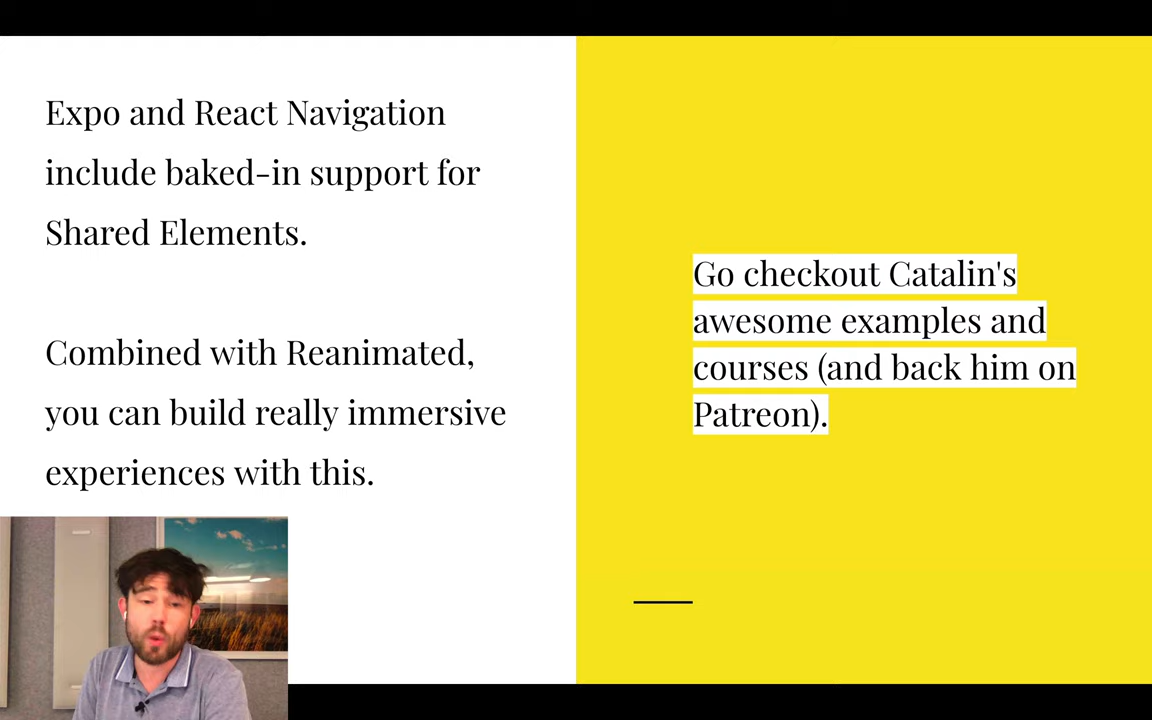 Expo and React Navigation
include baked-in support for
Shared Elements.
Combined with Reanimated,
you can build really immersive
experiences with this.
Go checkout Catalin's
awesome examples and
courses (and back him on
Patreon).